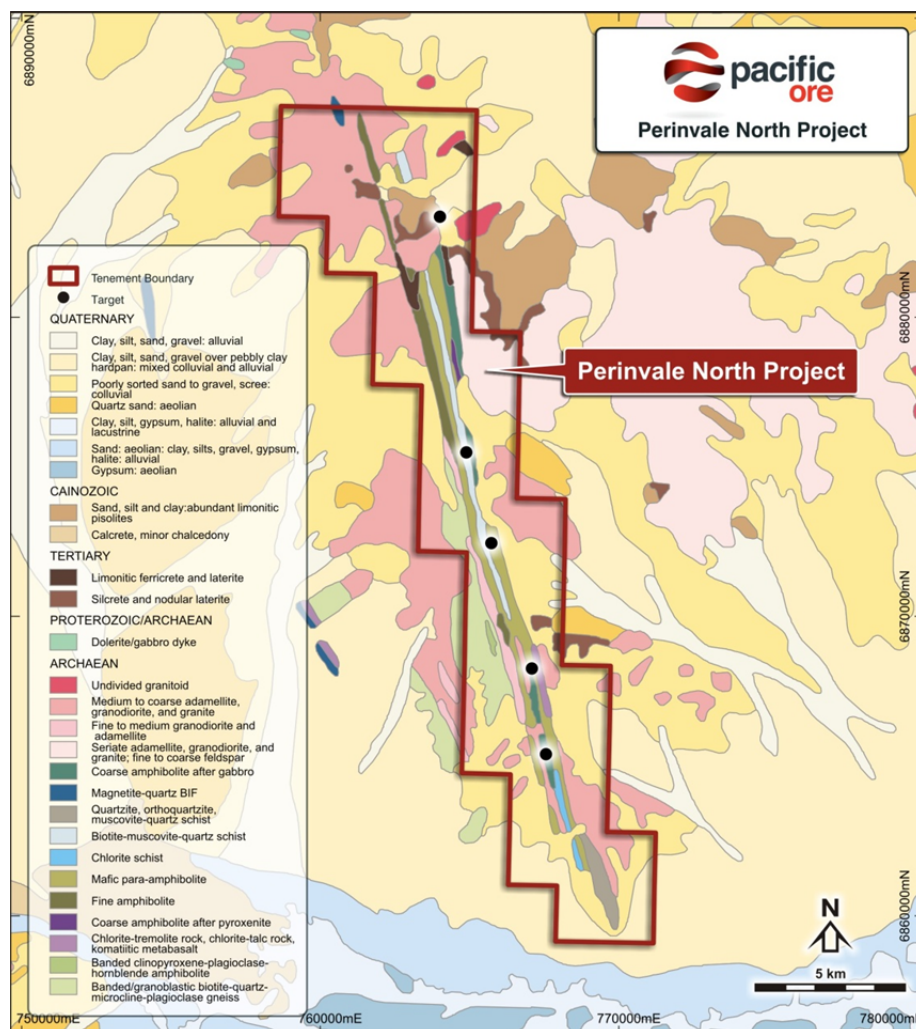 6890000mN
pacific
ore
Perinvale North Project
Tenement Boundary
Target
QUATERNARY
Clay, silt, sand, gravel: alluvial
Clay, silt, sand, gravel over pebbly clay
hardpan: mixed colluvial and alluvial
Poorly sorted sand to gravel, scree:
colluvial
Quartz sand: aeolian
Clay, silt, gypsum, halite: alluvial and
lacustrine
Sand: aeolian: clay, silts, gravel, gypsum,
halite: alluvial
Gypsum: aeolian
CAINOZOIC
Sand, silt and clay:abundant limonitic
pisolites
Calcrete, minor chalcedony
TERTIARY
Limonitic ferricrete and laterite
Silcrete and nodular laterite
PROTEROZOIC/ARCHAEAN
Dolerite/gabbro dyke
ARCHAEAN
Undivided granitoid
Medium to coarse adamellite,
granodiorite, and granite
Fine to medium granodiorite and
adamellite
Seriate adamellite, granodiorite, and
granite; fine to coarse feldspar
Coarse amphibolite after gabbro
Magnetite-quartz BIF
Quartzite, orthoquartzite,
muscovite-quartz schist
Biotite-muscovite-quartz schist
Chlorite schist
Mafic para-amphibolite
Fine amphibolite
Coarse amphibolite after pyroxenite
Chlorite-tremolite rock, chlorite-talc rock,
komatiitic metabasalt
Banded clinopyroxene-plagioclase-
hornblende amphibolite
Banded/granoblastic biotite-quartz-
microcline-plagioclase gneiss
Perinvale North Project
6880000mN
6870000mN
6860000mN
N
5 km
750000mE
760000mE
770000mE
780000mE